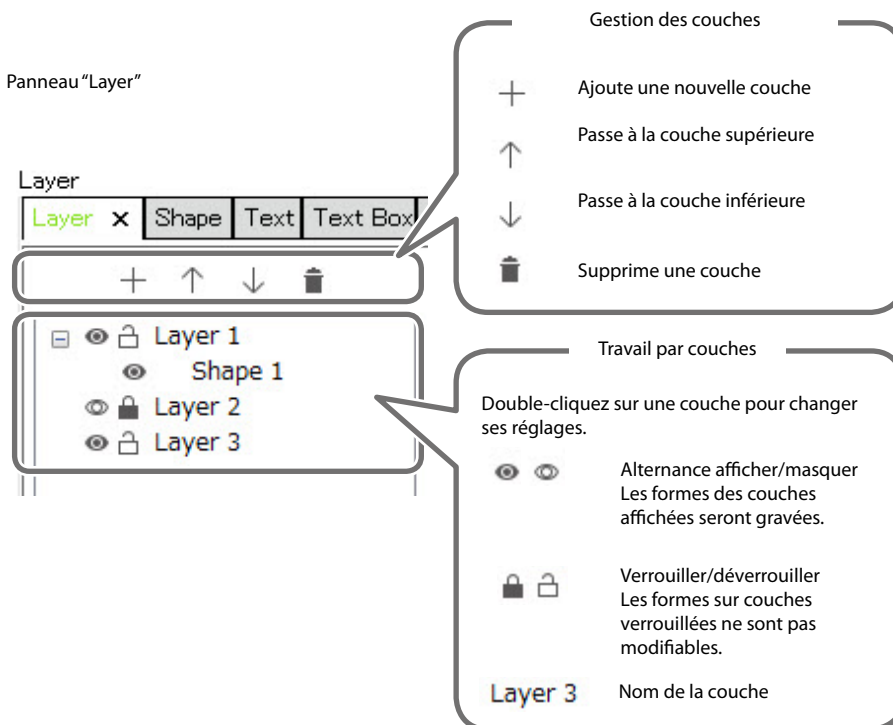 Panneau “Layer”
Layer
Layer
Shape
Text
Text Box
Layer 1
Shape 1
Layer 2
Layer 3
Gestion des couches
Ajoute une nouvelle couche
Passe à la couche supérieure
Passe à la couche inférieure
Supprime une couche
Travail par couches
Double-cliquez sur une couche pour changer
ses réglages.
Alternance afficher/masquer
Les formes des couches
affichées seront gravées.
Verrouiller/déverrouiller
Les formes sur couches
verrouillées ne sont pas
modifiables.
Layer 3 Nom de la couche